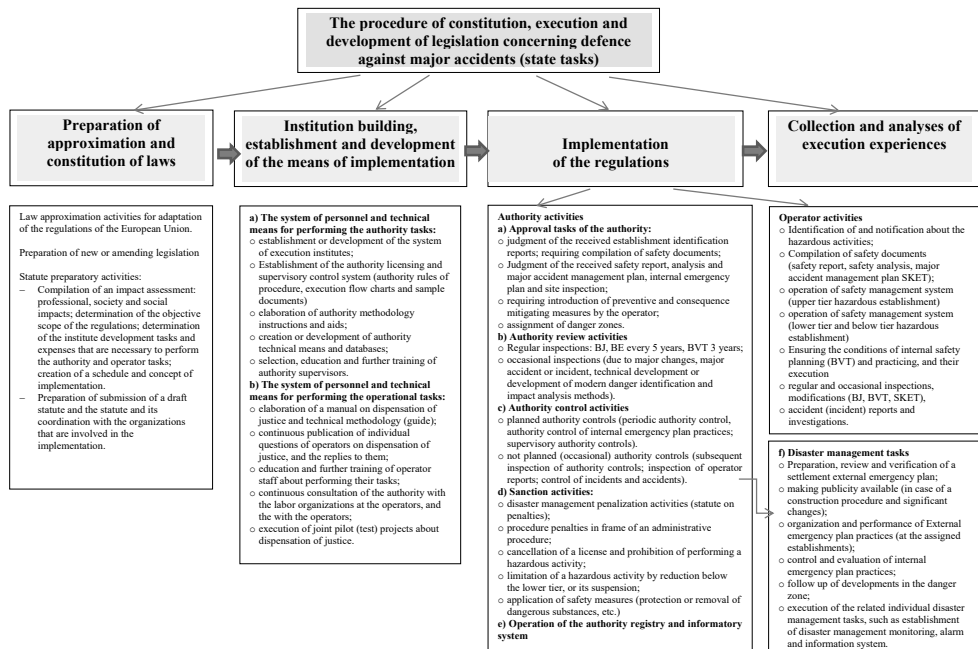 The procedure of constitution, execution and
development of legislation concerning defence
against major accidents (state tasks)
Preparation of
approximation and
constitution of laws
Institution building,
establishment and development
of the means of implementation
Implementation
of the regulations
Collection and analyses of
execution experiences
Law approximation activities for adaptation
of the regulations of the European Union.
Preparation of new or amending legislation
Statute preparatory activities:
– Compilation of an impact assessment:
professional, society and social
impacts; determination of the objective
scope of the regulations; determination
of the institute development tasks and
expenses that are necessary to perform
the authority and operator tasks;
creation of a schedule and concept of
implementation.
– Preparation of submission of a draft
statute and the statute and its
coordination with the organizations
that are involved in the
implementation.
a) The system of personnel and technical
means for performing the authority tasks:
o establishment or development of the system
of execution institutes;
o Establishment of the authority licensing and
supervisory control system (authority rules of
procedure, execution flow charts and sample
documents)
o elaboration of authority methodology
instructions and aids;
o creation or development of authority
technical means and databases;
o selection, education and further training of
authority supervisors.
b) The system of personnel and technical
means for performing the operational tasks:
o elaboration of a manual on dispensation of
justice and technical methodology (guide);
o continuous publication of individual
questions of operators on dispensation of
justice, and the replies to them;
o education and further training of operator
staff about performing their tasks;
o continuous consultation of the authority with
the labor organizations at the operators, and
the with the operators;
o execution of joint pilot (test) projects about
dispensation of justice.
Authority activities
a) Approval tasks of the authority:
o judgment of the received establishment identification
reports; requiring compilation of safety documents;
o Judgment of the received safety report, analysis and
major accident management plan, internal emergency
plan and site inspection;
o requiring introduction of preventive and consequence
mitigating measures by the operator;
o assignment of danger zones.
b) Authority review activities
o Regular inspections: BJ, BE every 5 years, BVT 3 years;
o occasional inspections (due to major changes, major
accident or incident, technical development or
development of modern danger identification and
impact analysis methods).
c) Authority control activities
o planned authority controls (periodic authority control,
authority control of internal emergency plan practices;
supervisory authority controls).
o not planned (occasional) authority controls (subsequent
inspection of authority controls; inspection of operator
reports; control of incidents and accidents).
d) Sanction activities:
o disaster management penalization activities (statute on
penalties);
o procedure penalties in frame of an administrative
procedure;
o cancellation of a license and prohibition of performing a
hazardous activity;
o limitation of a hazardous activity by reduction below
the lower tier, or its suspension;
o application of safety measures (protection or removal of
dangerous substances, etc.)
e) Operation of the authority registry and informatory
system
Operator activities
o Identification of and notification about the
hazardous activities;
o Compilation of safety documents
(safety report, safety analysis, major
accident management plan SKET);
o operation of safety management system
(upper tier hazardous establishment)
o operation of safety management system
(lower tier and below tier hazardous
establishment)
o Ensuring the conditions of internal safety
planning (BVT) and practicing, and their
execution
o regular and occasional inspections,
modifications (BJ, BVT, SKET),
o accident (incident) reports and
investigations.
f) Disaster management tasks
o Preparation, review and verification of a
settlement external emergency plan;
o making publicity available (in case of a
construction procedure and significant
changes);
o organization and performance of External
emergency plan practices (at the assigned
establishments);
o control and evaluation of internal
emergency plan practices;
o follow up of developments in the danger
zone;
o execution of the related individual disaster
management tasks, such as establishment
of disaster management monitoring, alarm
and information system.